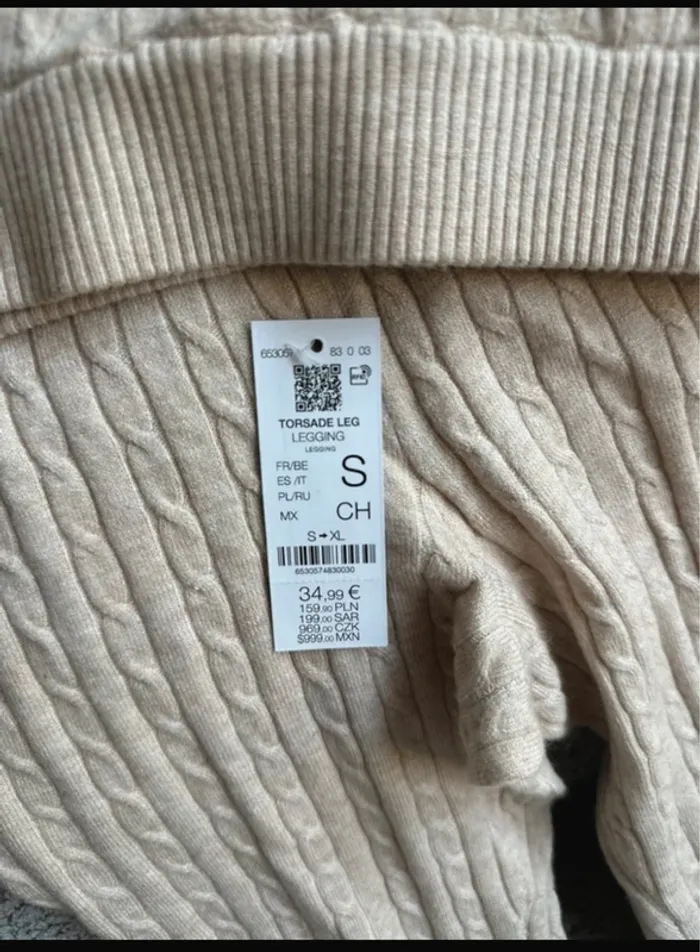 83 0 03
TORSADE LEG
LEGGING
LEGGING
FR/BE
ES /IT
PL/RU
S
MX
CH
S➞XL
6530574830030
34,99 €
159,90 PLN
199,00 SAR
969,00 CZK
$999,00 MXN